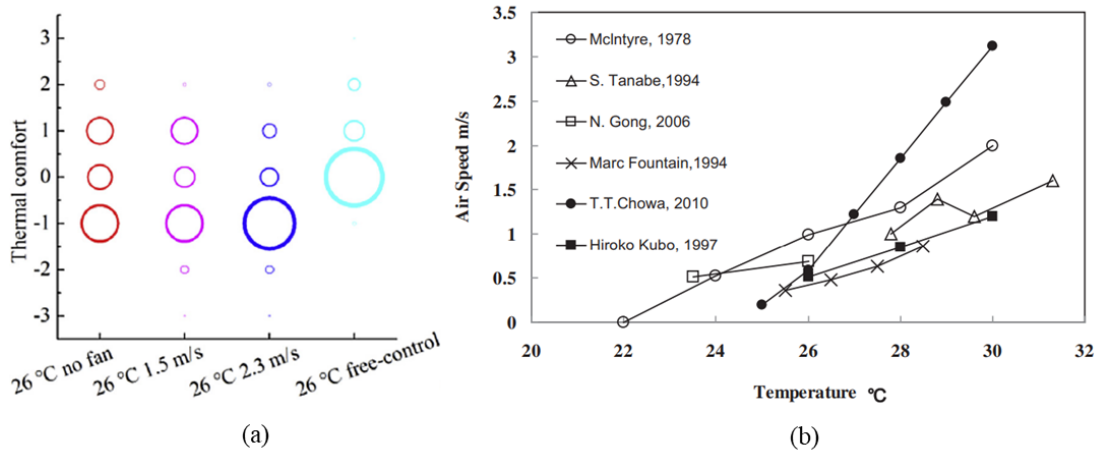 Thermal comfort
3
2
1
0
-1
-2
-3
26 °C no fan
26 °C 1.5 m/s
26 °C 2.3 m/s
26 °C free-control
(a)
Air Speed m/s
3.5
3
2.5
2
1.5
1
0.5
0
McIntyre, 1978
S. Tanabe,1994
N. Gong, 2006
Marc Fountain,1994
T.T.Chowa, 2010
Hiroko Kubo, 1997
20 22 24 26 28 30 32
Temperature °C
(b)